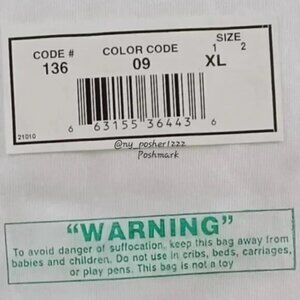 CODE # COLOR CODE SIZE
1 2
136 09 XL
21010
6 63155 36443 6
@ny_posher1222
Poshmark
“WARNING”
To avoid danger of suffocation, keep this bag away from
babies and children. Do not use in cribs, beds, carriages,
or play pens. This bag is not a toy